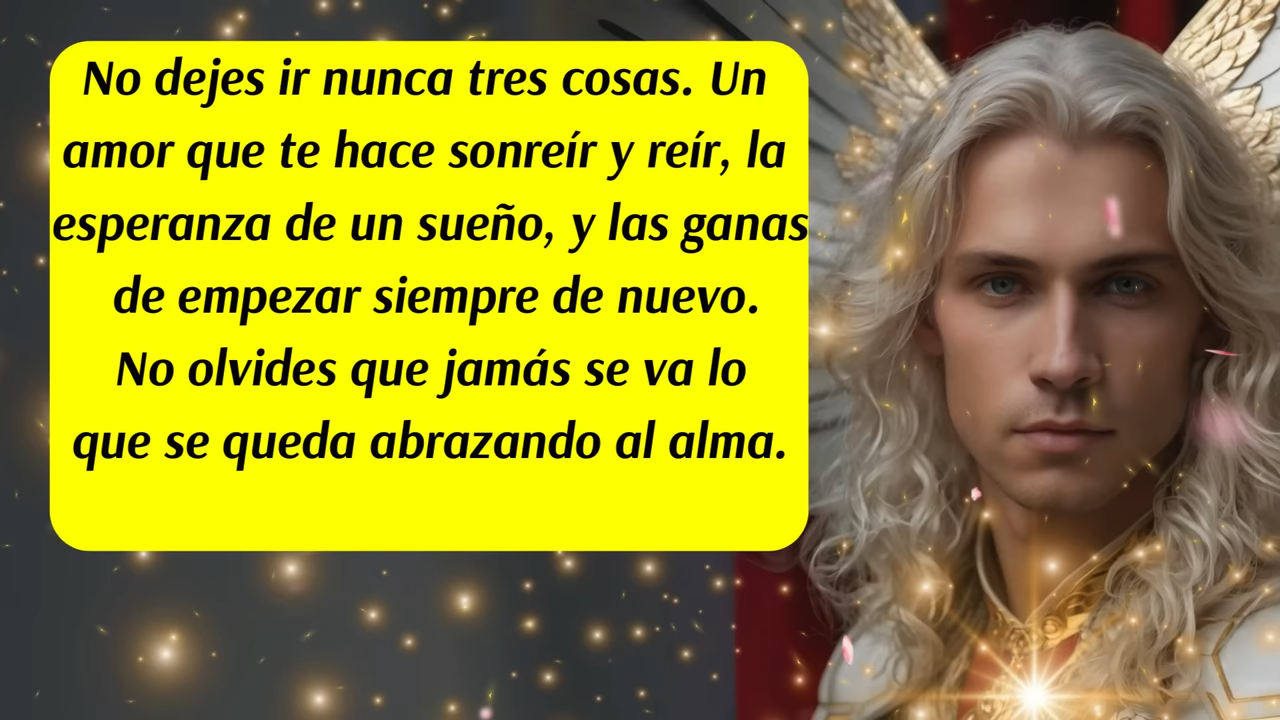 No dejes ir nunca tres cosas. Un
amor que te hace sonreír y reír, la
esperanza de un sueño, y las ganas
de empezar siempre de nuevo.
No olvides que jamás se va lo
que se queda abrazando al alma.